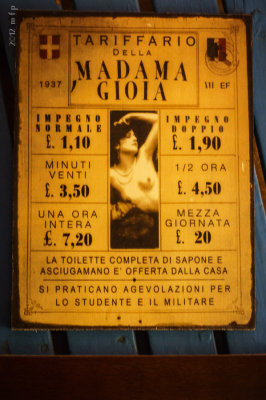 2012 m f p
TARIFFARIO
DELLA
1937
MADAMA
GIOIA
III EF
IMPEGNO
NORMALE
£. 1,10
IMPEGNO
DOPPIO
£. 1,90
MINUTI
VENTI
£. 3,50
1/2 ORA
£. 4,50
UNA ORA
INTERA
£. 7,20
MEZZA
GIORNATA
£. 20
LA TOILETTE COMPLETA DI SAPONE E
ASCIUGAMANO E' OFFERTA DALLA CASA
SI PRATICANO AGEVOLAZIONI PER
LO STUDENTE E IL MILITARE